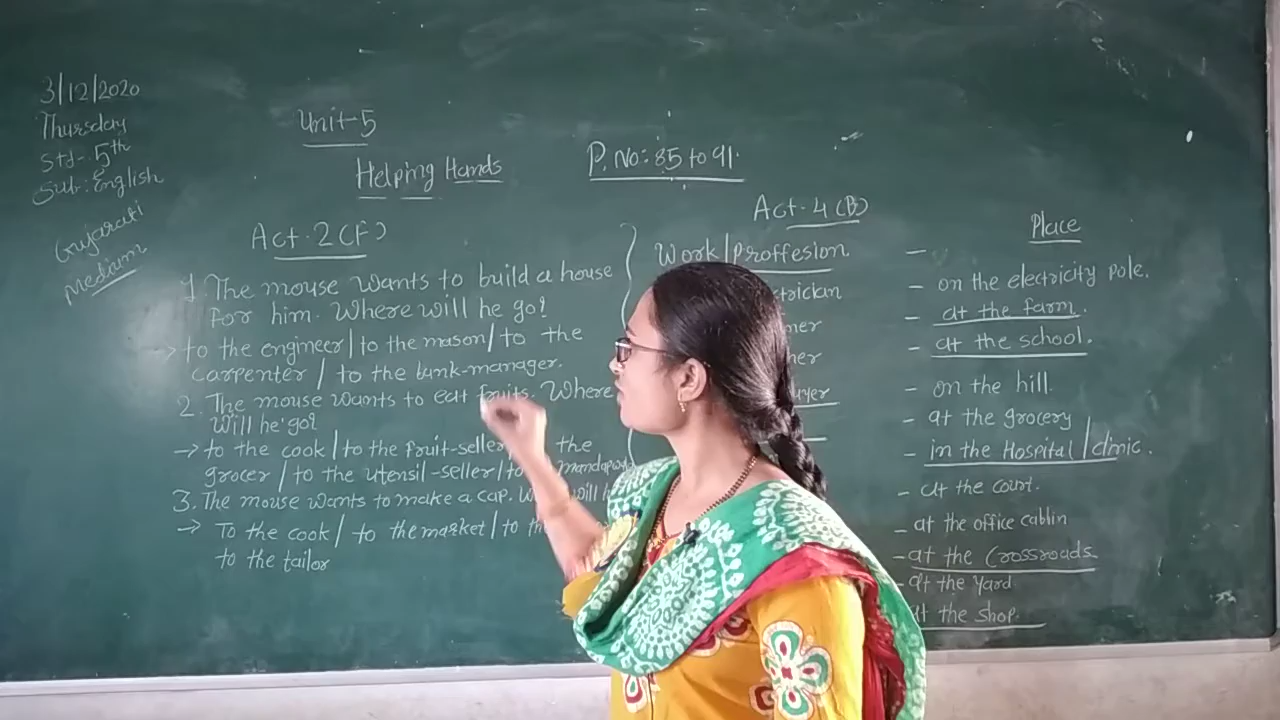 3/12/2020
Thursday
Std-5th
Sub: English
Gujarati
Medium
Unit-5
Helping Hands
P. No: 85 to 91.
Act. 2 (F)
1. The mouse wants to build a house
for him. Where will he go?
→ to the engineer / to the mason / to the
carpenter / to the bank-manager.
2. The mouse wants to eat fruits. Where
will he go?
→ to the cook / to the fruit-seller the
grocer / to the utensil-seller / to
3. The mouse wants to make a cap. will
→ To the cook / to the market / to
to the tailor
Act. 4 (B)
Work / Proffesion
Place
- on the electricity pole.
- at the farm.
- at the school.
- on the hill.
- at the grocery
- in the Hospital / clinic.
- at the court.
- at the office cablin
- at the Crossroads.
- at the yard
at the shop.